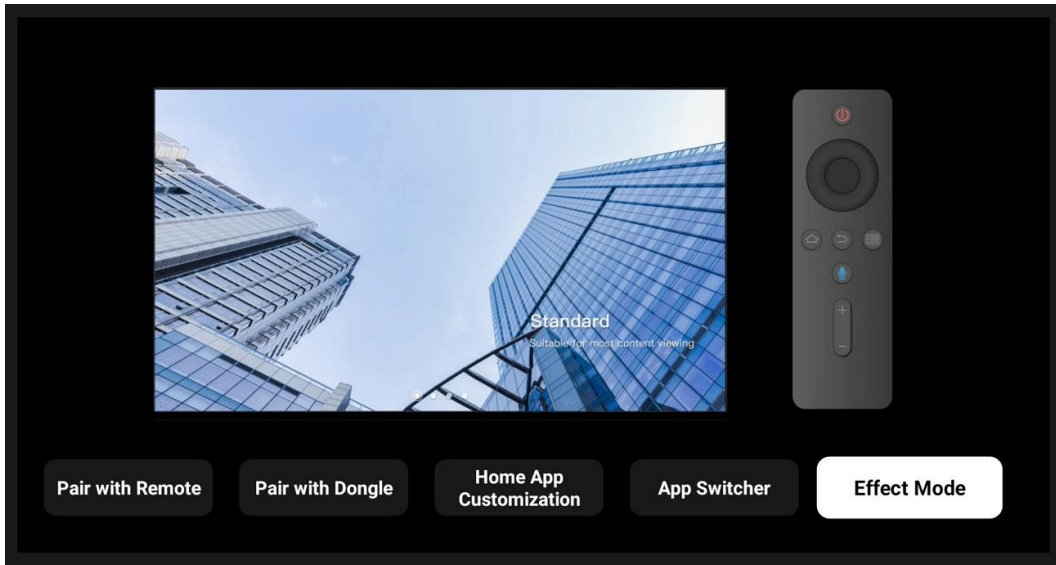 Standard
Suitable for most content viewing
Pair with Remote
Pair with Dongle
Home App
Customization
App Switcher
Effect Mode